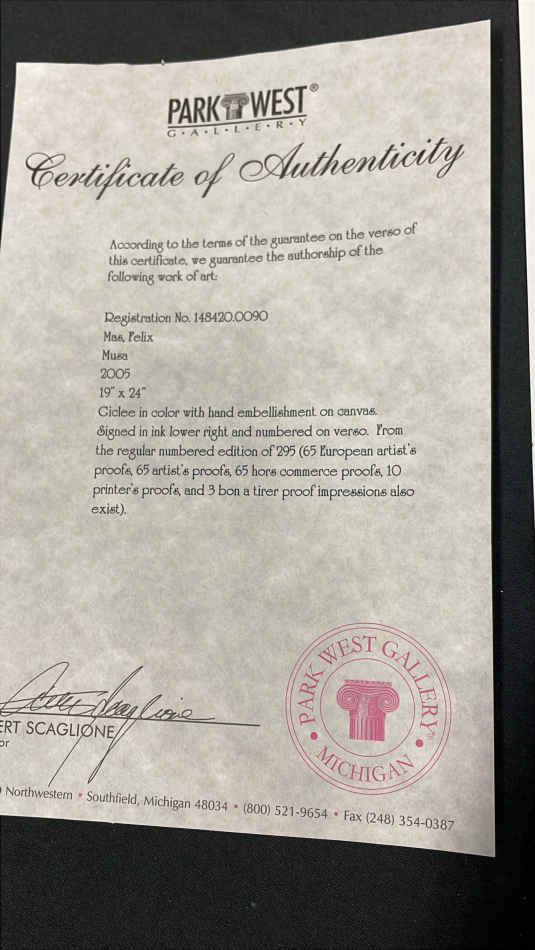 PARK WEST®
G·A·L·L·E·R·Y
Certificate of Authenticity
According to the terms of the guarantee on the verso of
this certificate, we guarantee the authorship of the
following work of art:
Registration No. 148420.0090
Mas, Felix
Musa
2005
19" x 24"
Giclee in color with hand embellishment on canvas.
Signed in ink lower right and numbered on verso. From
the regular numbered edition of 295 (65 European artist's
proofs, 65 artist's proofs, 65 hors commerce proofs, 10
printer's proofs, and 3 bon a tirer proof impressions also
exist).
ERT SCAGLIONE
or
PARK WEST GALLERY®
• MICHIGAN •
Northwestern • Southfield, Michigan 48034 • (800) 521-9654 • Fax (248) 354-0387